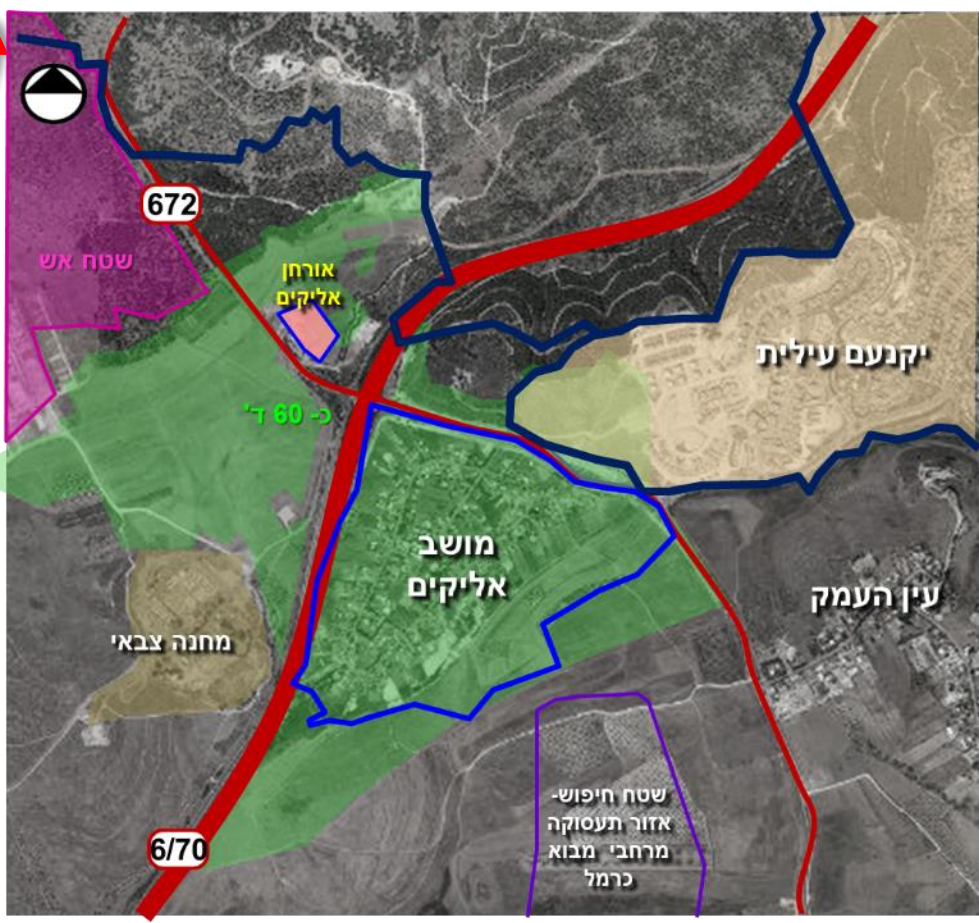 672
שטח אש
אורחן
אליקים
יקנעם עילית
כ- 60 ד'
מושב
אליקים
עין העמק
מחנה צבאי
שטח חיפוש-
אזור תעסוקה
מרחבי מבוא
כרמל
6/70